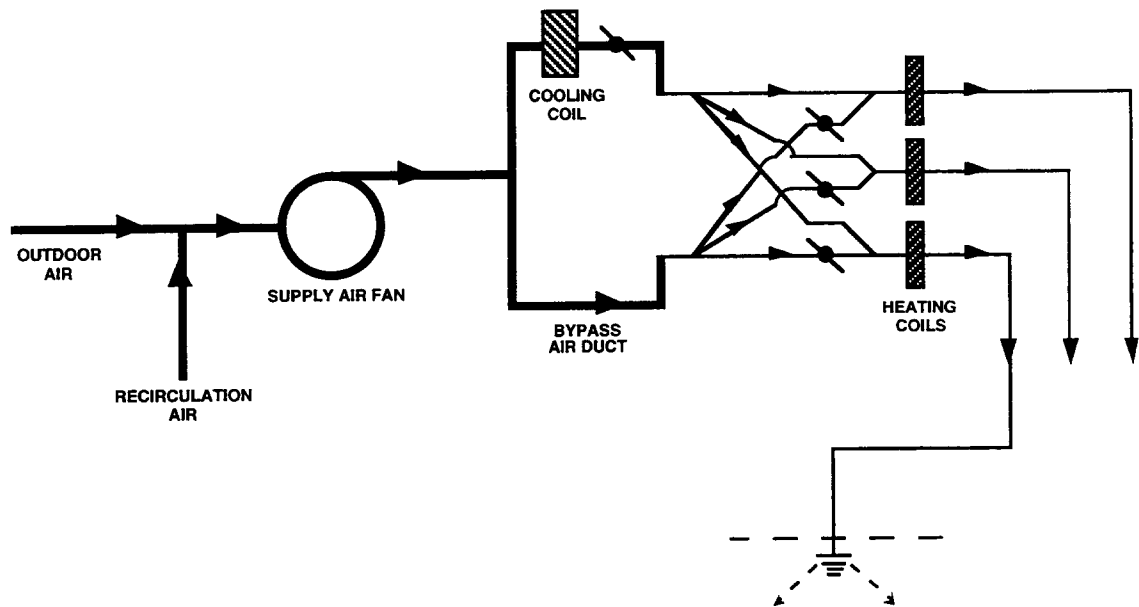 COOLING
COIL
OUTDOOR
AIR
SUPPLY AIR FAN
HEATING
COILS
BYPASS
AIR DUCT
RECIRCULATION
AIR